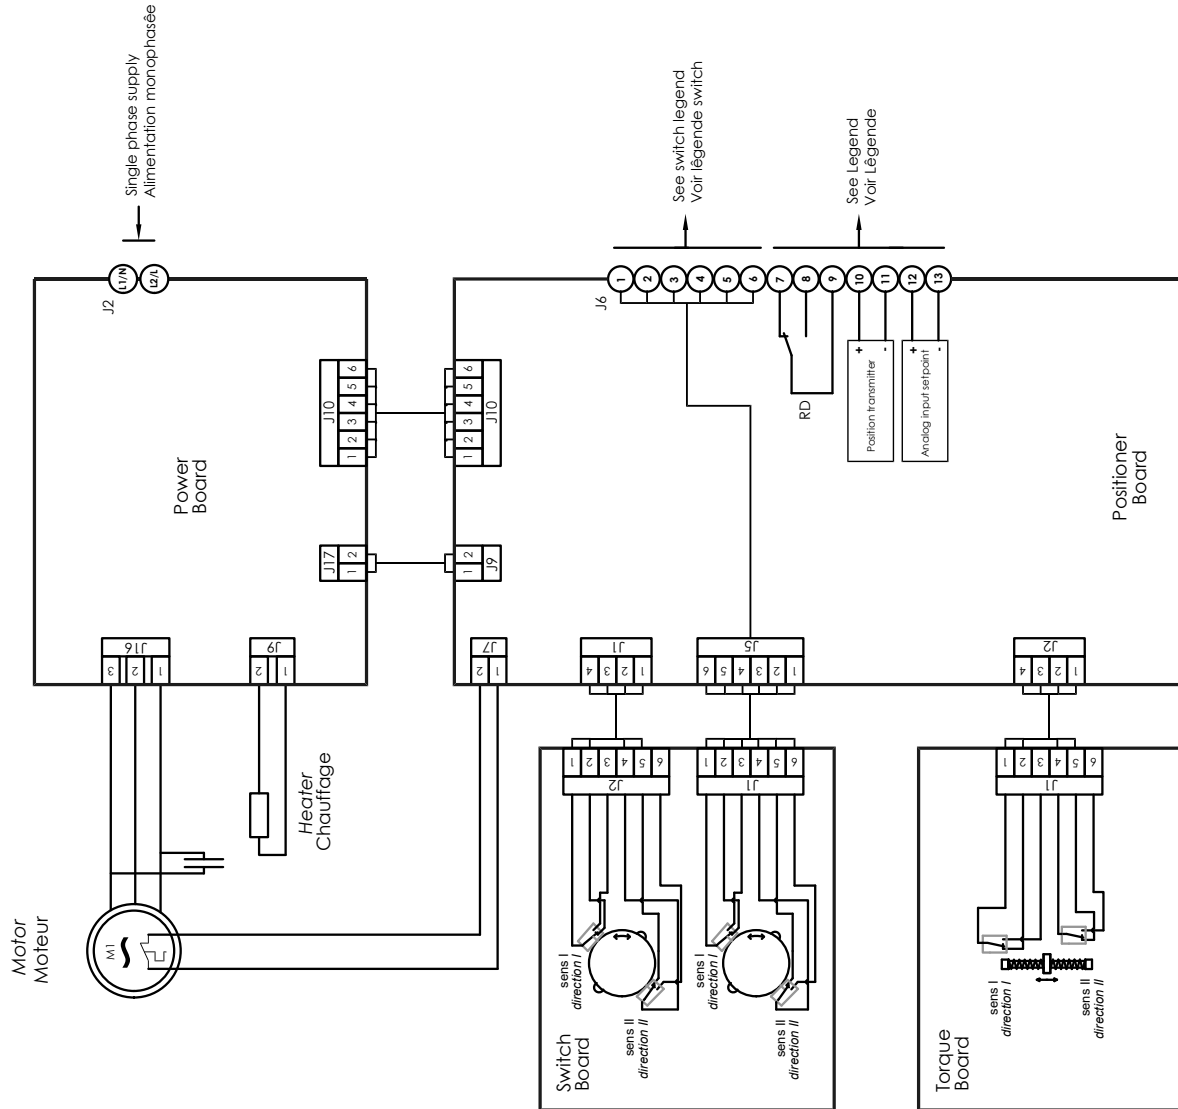 Single phase supply
Alimentation monophasêe
L1/N
L2/L
J2
Power
Board
J10
1 2 3 4 5 6
J17
1 2
J16
3 2 1
J9
2 1
Heater
Chauffage
Motor
Moteur
M1
See switch legend
Voir lêgende switch
See Legend
Voir Lêgende
J6
1
2
3
4
5
6
7
8
9
10
11
12
13
RD
+ -
Position transmitter
+ -
Analog input setpoint
Positioner
Board
1 2 3 4 5 6
J10
1 2
J9
J7
2 1
J1
4 3 2 1
J5
6 5 4 3 2 1
J2
4 3 2 1
1 2 3 4 5 6
J2
1 2 3 4 5 6
J1
sens I
direction I
sens II
direction II
sens I
direction I
sens II
direction II
Switch
Board
1 2 3 4 5 6
J1
sens I
direction I
sens II
direction II
Torque
Board